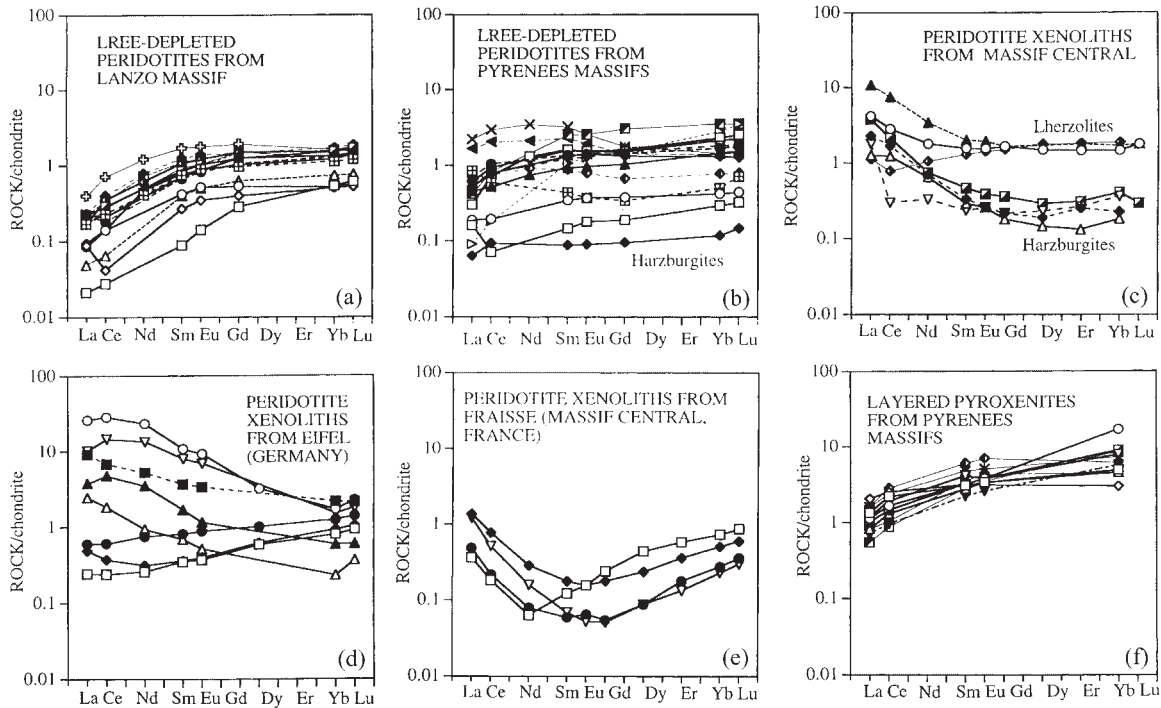 100
10
1
0.1
0.01
ROCK/chondrite
LREE-DEPLETED
PERIDOTITES FROM
LANZO MASSIF
(a)
La Ce Nd Sm Eu Gd Dy Er Yb Lu
100
10
1
0.1
0.01
ROCK/chondrite
LREE-DEPLETED
PERIDOTITES FROM
PYRENEES MASSIFS
Harzburgites
(b)
La Ce Nd Sm Eu Gd Dy Er Yb Lu
100
10
1
0.1
0.01
ROCK/chondrite
PERIDOTITE XENOLITHS
FROM MASSIF CENTRAL
Lherzolites
Harzburgites
(c)
La Ce Nd Sm Eu Gd Dy Er Yb Lu
100
10
1
0.1
0.01
ROCK/chondrite
PERIDOTITE
XENOLITHS
FROM EIFEL
(GERMANY)
(d)
La Ce Nd Sm Eu Gd Dy Er Yb Lu
100
10
1
0.1
0.01
ROCK/chondrite
PERIDOTITE XENOLITHS FROM
FRAISSE (MASSIF CENTRAL,
FRANCE)
(e)
La Ce Nd Sm Eu Gd Dy Er Yb Lu
100
10
1
0.1
0.01
ROCK/chondrite
LAYERED PYROXENITES
FROM PYRENEES
MASSIFS
(f)
La Ce Nd Sm Eu Gd Dy Er Yb Lu